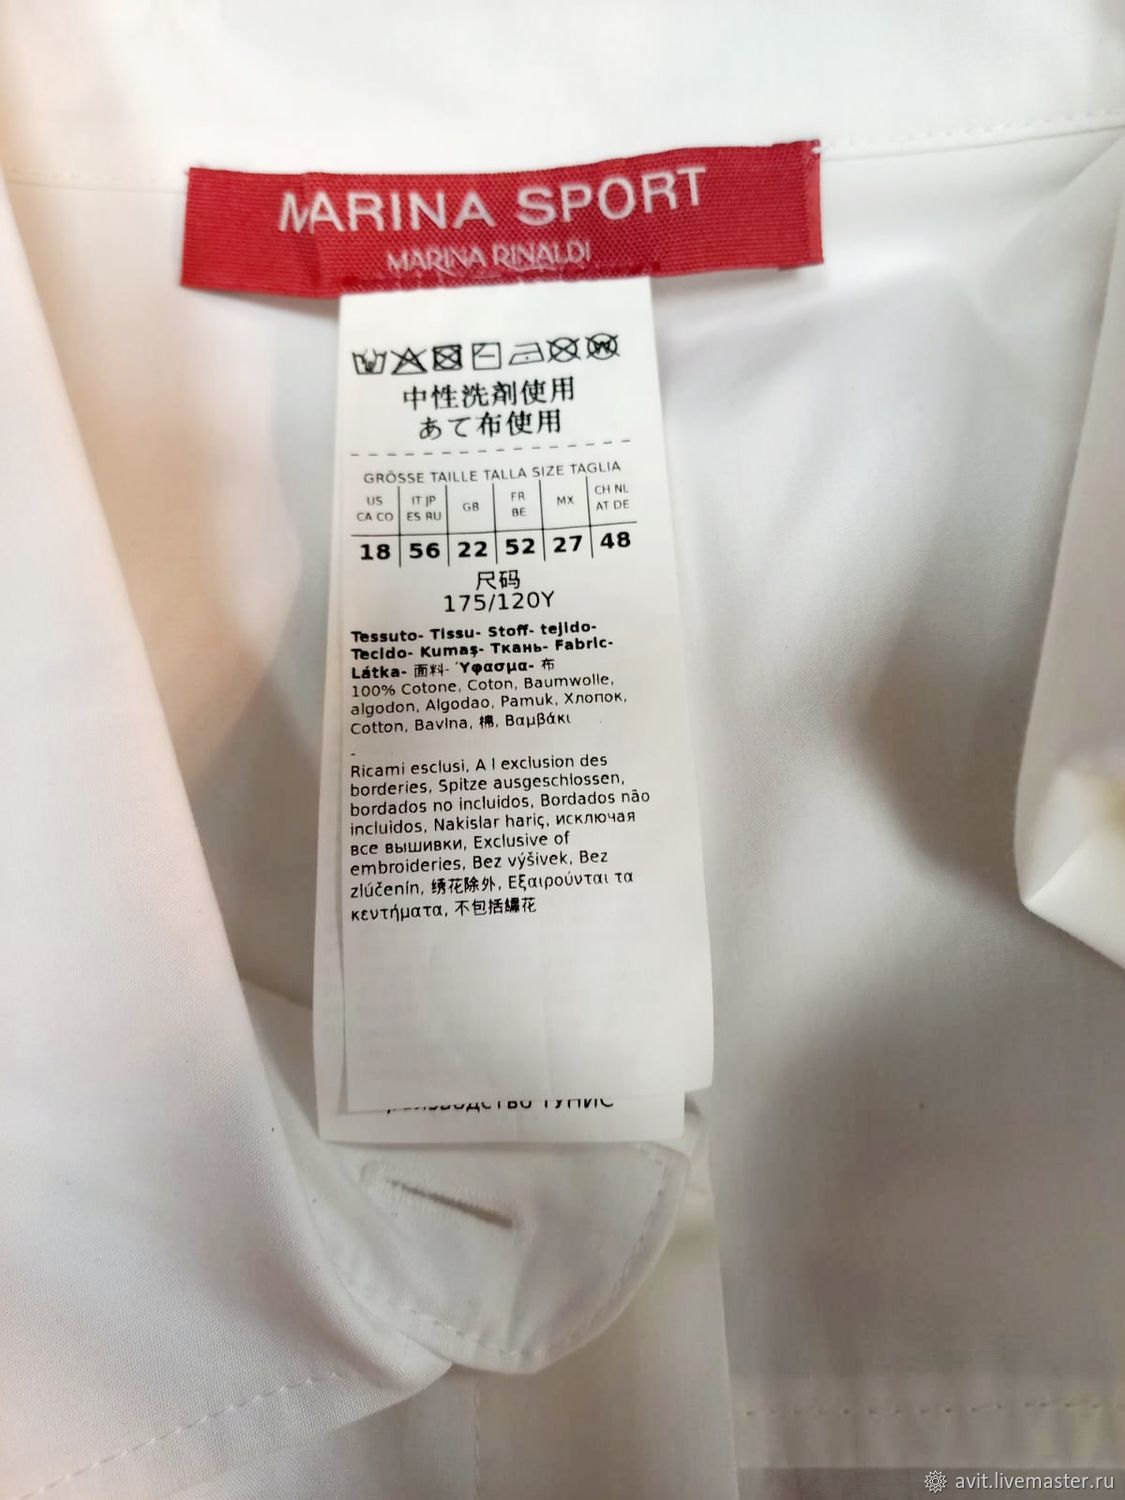 MARINA SPORT
MARINA RINALDI
中性洗剤使用
あて布使用
GRÖSSE TAILLE TALLA SIZE TAGLIA
US CA CO | IT JP ES RU | GB | FR BE | MX | CH NL AT DE
18 | 56 | 22 | 52 | 27 | 48
尺码
175/120Y
Tessuto- Tissu- Stoff- tejido-
Tecido- Kumaş- Ткань- Fabric-
Látka- 面料- Ύφασμα- 布
100% Cotone, Coton, Baumwolle,
algodon, Algodao, Pamuk, Хлопок,
Cotton, Bavlna, 棉, Βαμβάκι
-
Ricami esclusi, A l exclusion des
borderies, Spitze ausgeschlossen,
bordados no incluidos, Bordados não
incluidos, Nakislar hariç, исключая
все вышивки, Exclusive of
embroideries, Bez výšivek, Bez
zlúčenín, 绣花除外, Εξαιρούνται τα
κεντήματα, 不包括繡花
avit.livemaster.ru